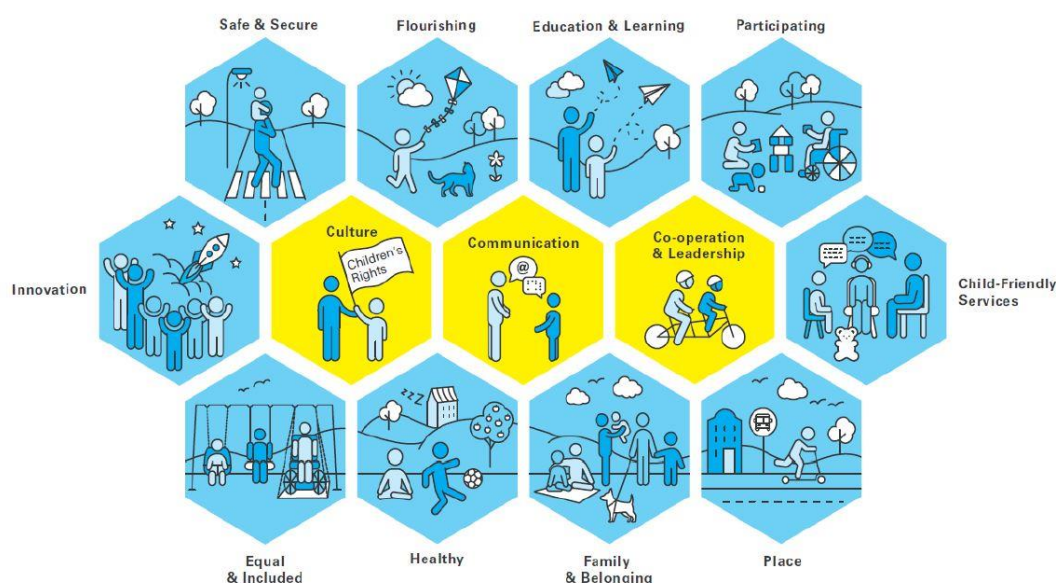 Safe & Secure
Flourishing
Education & Learning
Participating
Innovation
Culture
Children's
Rights
Communication
@
Co-operation
& Leadership
Child-Friendly
Services
zzZ
Equal
& Included
Healthy
Family
& Belonging
Place